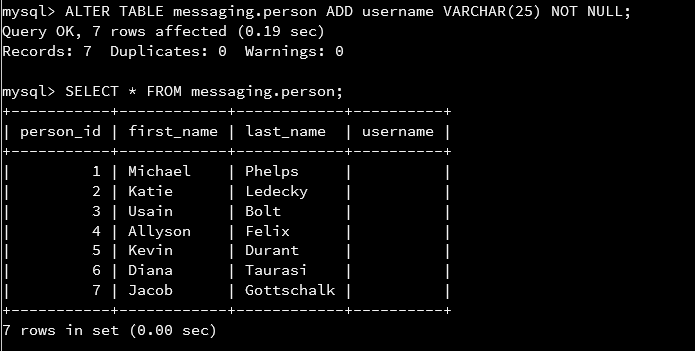 mysql> ALTER TABLE messaging.person ADD username VARCHAR(25) NOT NULL;
Query OK, 7 rows affected (0.19 sec)
Records: 7  Duplicates: 0  Warnings: 0

mysql> SELECT * FROM messaging.person;
+-----------+------------+------------+----------+
| person_id | first_name | last_name  | username |
+-----------+------------+------------+----------+
|         1 | Michael    | Phelps     |          |
|         2 | Katie      | Ledecky    |          |
|         3 | Usain      | Bolt       |          |
|         4 | Allyson    | Felix      |          |
|         5 | Kevin      | Durant     |          |
|         6 | Diana      | Taurasi    |          |
|         7 | Jacob      | Gottschalk |          |
+-----------+------------+------------+----------+
7 rows in set (0.00 sec)